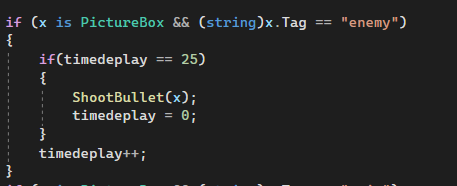 if (x is PictureBox && (string)x.Tag == "enemy")
{
if(timedeplay == 25)
{
ShootBullet(x);
timedeplay = 0;
}
timedeplay++;
}